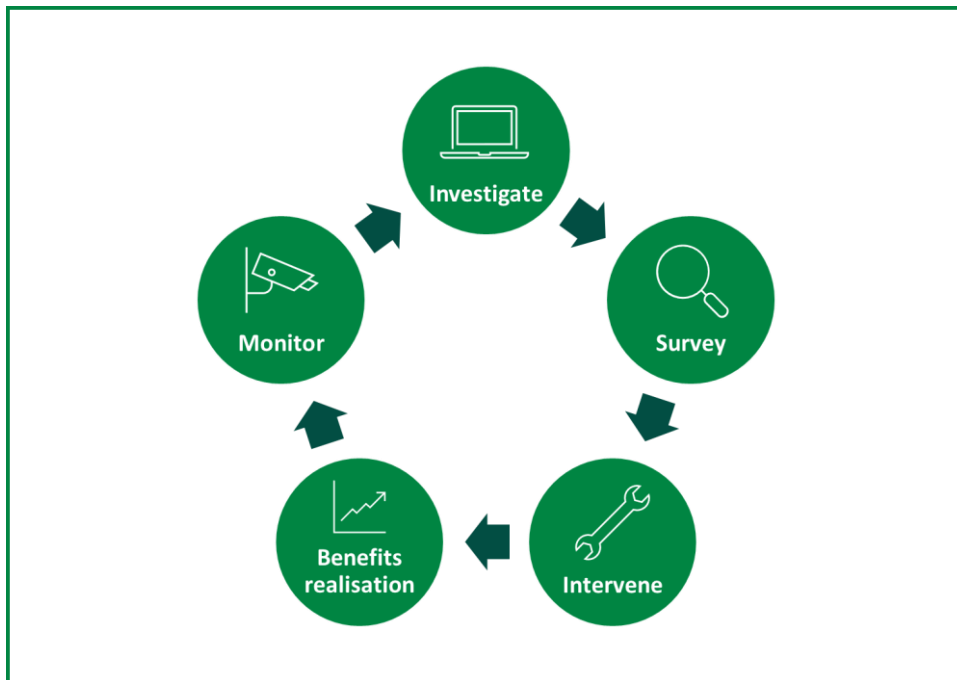 Investigate
Survey
Intervene
Benefits
realisation
Monitor